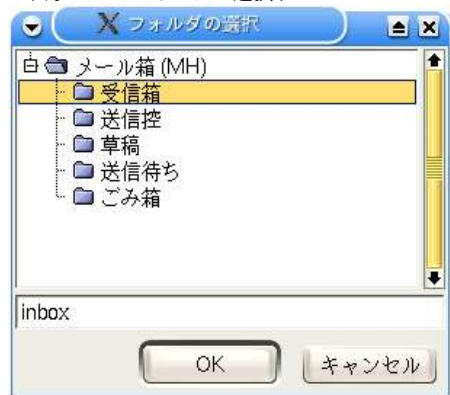 フォルダの選択
メール箱 (MH)
受信箱
送信控
草稿
送信待ち
ごみ箱
inbox
OK
キャンセル